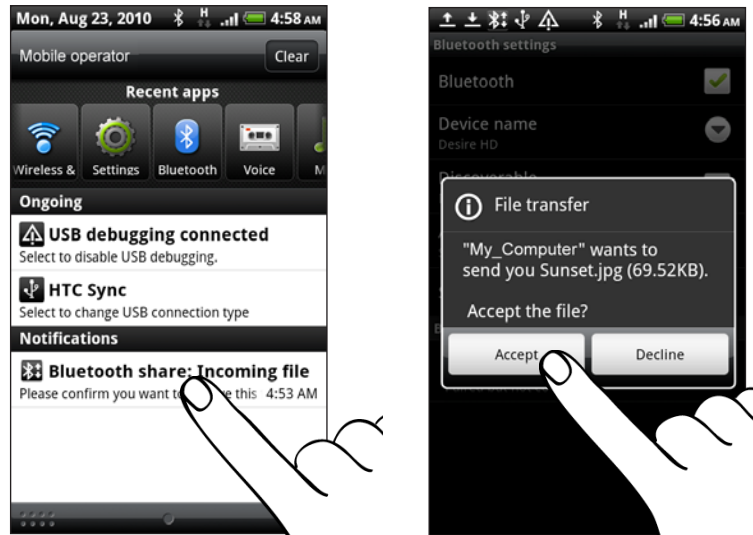 Mon, Aug 23, 2010 H 4:58 AM
Mobile operator Clear
Recent apps
Wireless & Settings Bluetooth Voice M
Ongoing
USB debugging connected
Select to disable USB debugging.
HTC Sync
Select to change USB connection type
Notifications
Bluetooth share: Incoming file
Please confirm you want to this 4:53 AM
H 4:56 AM
Bluetooth settings
Bluetooth
Device name
Desire HD
Discoverable
File transfer
"My_Computer" wants to
send you Sunset.jpg (69.52KB).
Accept the file?
Accept Decline